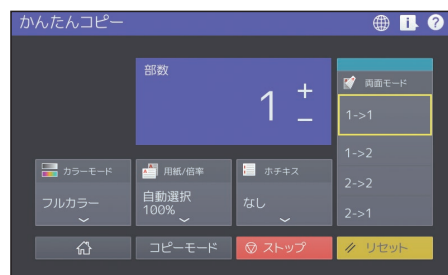 かんたんコピー
i
?
部数
1
+
−
両面モード
1->1
1->2
2->2
2->1
カラーモード
フルカラー
用紙/倍率
自動選択
100%
ホチキス
なし
コピーモード
ストップ
リセット